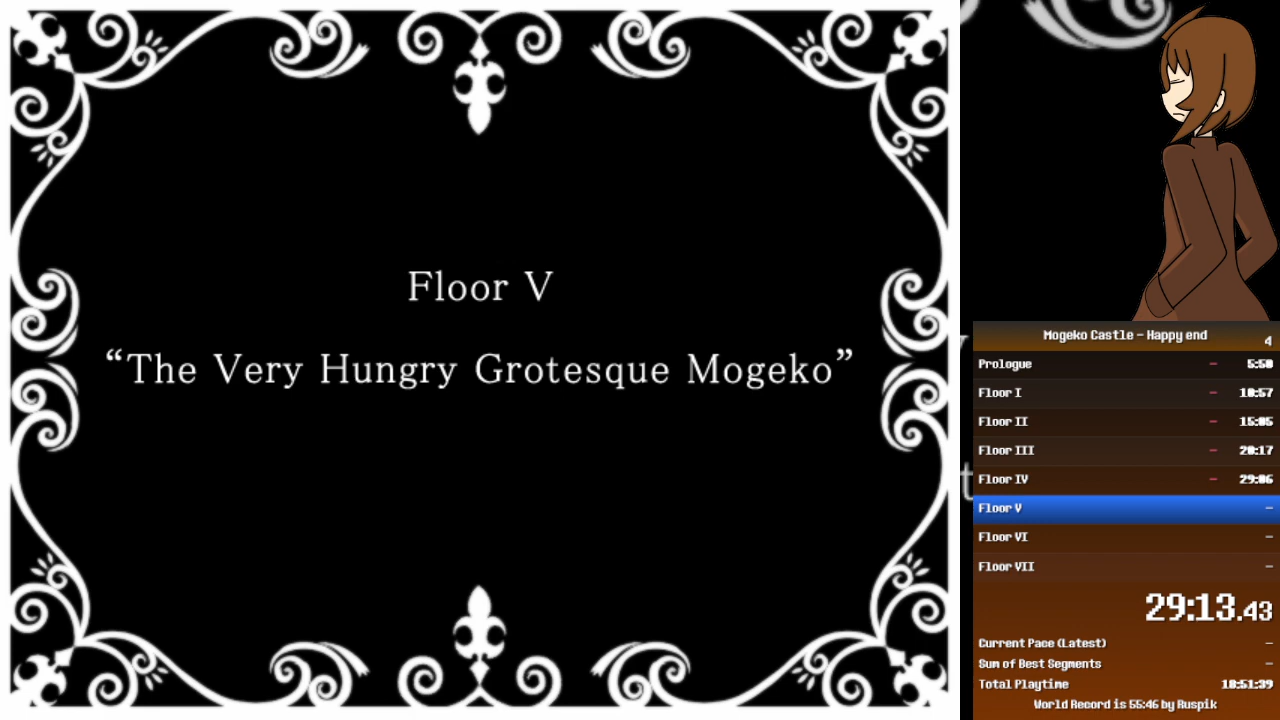 Floor V
“The Very Hungry Grotesque Mogeko”
Mogeko Castle - Happy end
4
Prologue - 5:50
Floor I - 10:57
Floor II - 15:05
Floor III - 20:17
Floor IV - 29:06
Floor V -
Floor VI -
Floor VII -
29:13.43
Current Pace (Latest) -
Sum of Best Segments -
Total Playtime 10:51:39
World Record is 55:46 by Ruspik